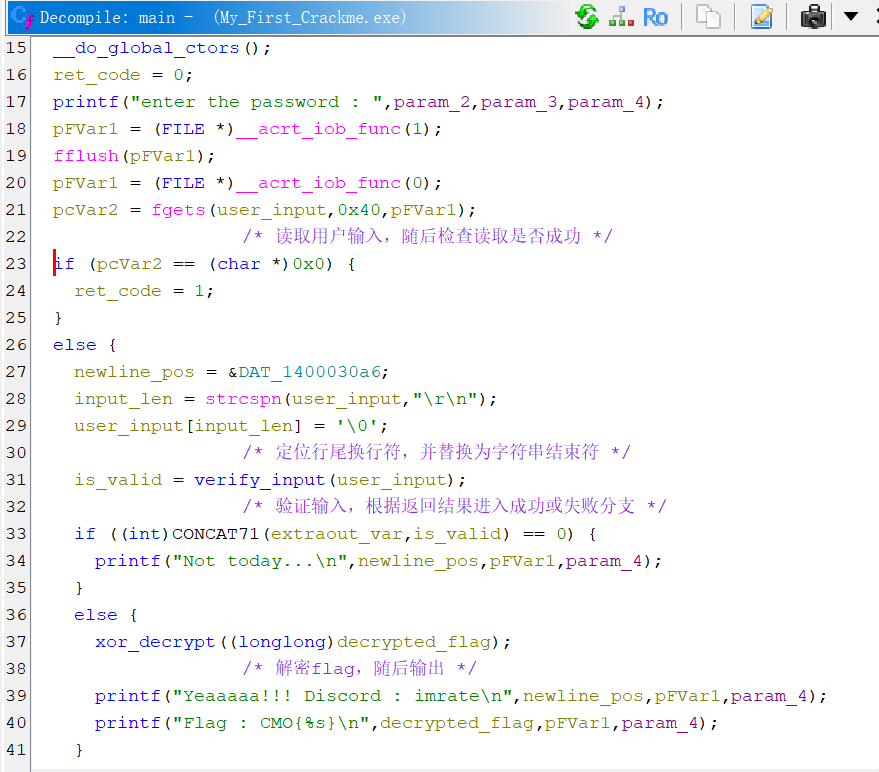 Decompile: main - (My_First_Crackme.exe)
Ro
15 __do_global_ctors();
16 ret_code = 0;
17 printf("enter the password : ",param_2,param_3,param_4);
18 pFVar1 = (FILE *)__acrt_iob_func(1);
19 fflush(pFVar1);
20 pFVar1 = (FILE *)__acrt_iob_func(0);
21 pcVar2 = fgets(user_input,0x40,pFVar1);
22 /* 读取用户输入，随后检查读取是否成功 */
23 if (pcVar2 == (char *)0x0) {
24 ret_code = 1;
25 }
26 else {
27 newline_pos = &DAT_1400030a6;
28 input_len = strcspn(user_input,"\r\n");
29 user_input[input_len] = '\0';
30 /* 定位行尾换行符，并替换为字符串结束符 */
31 is_valid = verify_input(user_input);
32 /* 验证输入，根据返回结果进入成功或失败分支 */
33 if ((int)CONCAT71(extraout_var,is_valid) == 0) {
34 printf("Not today...\n",newline_pos,pFVar1,param_4);
35 }
36 else {
37 xor_decrypt((longlong)decrypted_flag);
38 /* 解密flag，随后输出 */
39 printf("Yeaaaaa!!! Discord : imrate\n",newline_pos,pFVar1,param_4);
40 printf("Flag : CMO{%s}\n",decrypted_flag,pFVar1,param_4);
41 }